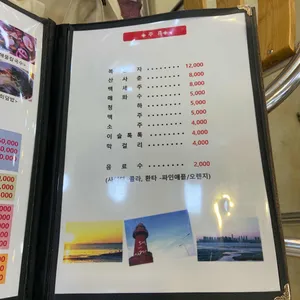 ★주 류★
복 자 ········ 12,000
산 사 춘 ········ 8,000
백 세 주 ········ 8,000
매 화 수 ········ 5,000
청 하 ········ 5,000
맥 주 ········ 4,000
소 주 ········ 4,000
이 슬 톡 톡 ········ 4,000
막 걸 리 ········ 4,000
음 료 수 ········ 2,000
콜라, 환타 -파인애플/오렌지)